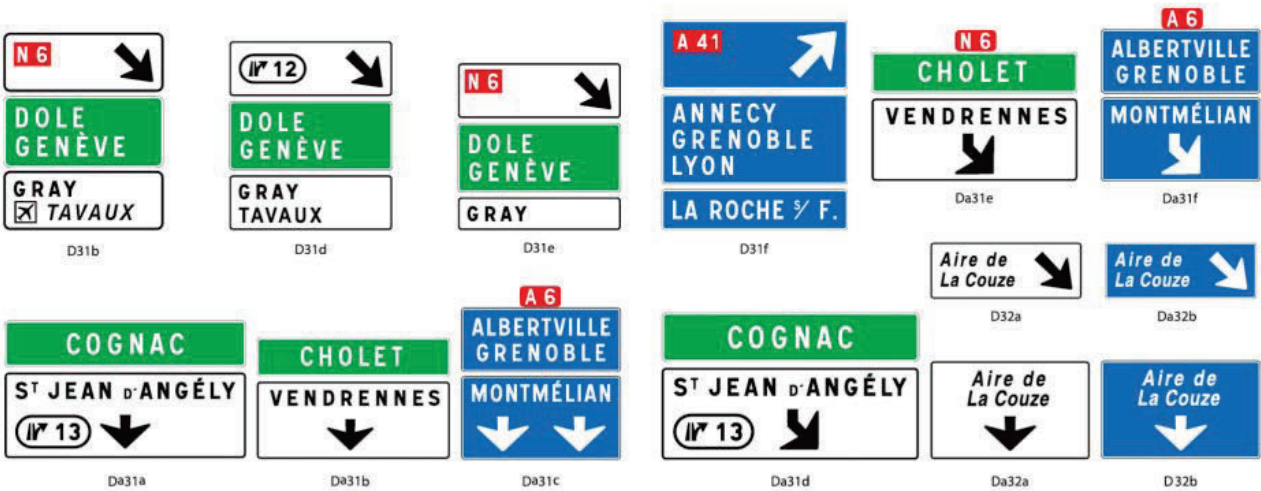 N 6
DOLE
GENÈVE
GRAY
TAVAUX
D31b
12
DOLE
GENÈVE
GRAY
TAVAUX
D31d
N 6
DOLE
GENÈVE
GRAY
D31e
A 41
ANNECY
GRENOBLE
LYON
LA ROCHE S/ F.
D31f
N 6
CHOLET
VENDRENNES
Da31e
A 6
ALBERTVILLE
GRENOBLE
MONTMÉLIAN
Da31f
COGNAC
ST JEAN D'ANGÉLY
13
Da31a
CHOLET
VENDRENNES
Da31b
A 6
ALBERTVILLE
GRENOBLE
MONTMÉLIAN
Da31c
COGNAC
ST JEAN D'ANGÉLY
13
Da31d
Aire de
La Couze
D32a
Aire de
La Couze
Da32b
Aire de
La Couze
Da32a
Aire de
La Couze
D32b